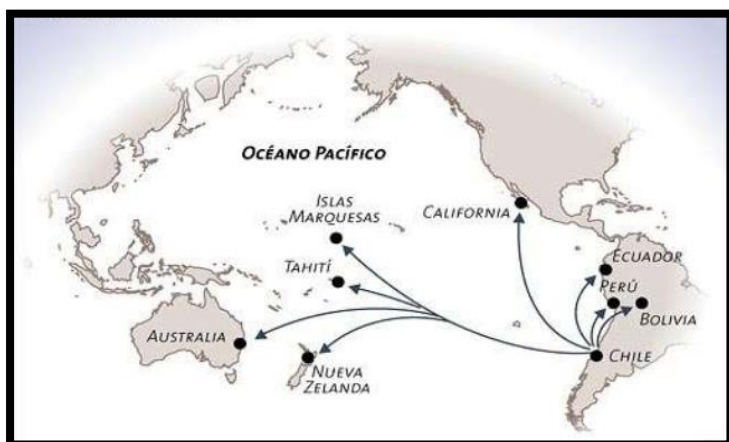 OCÉANO PACÍFICO
ISLAS
MARQUESAS
CALIFORNIA
TAHITÍ
ECUADOR
PERÚ
BOLIVIA
AUSTRALIA
NUEVA
ZELANDA
CHILE